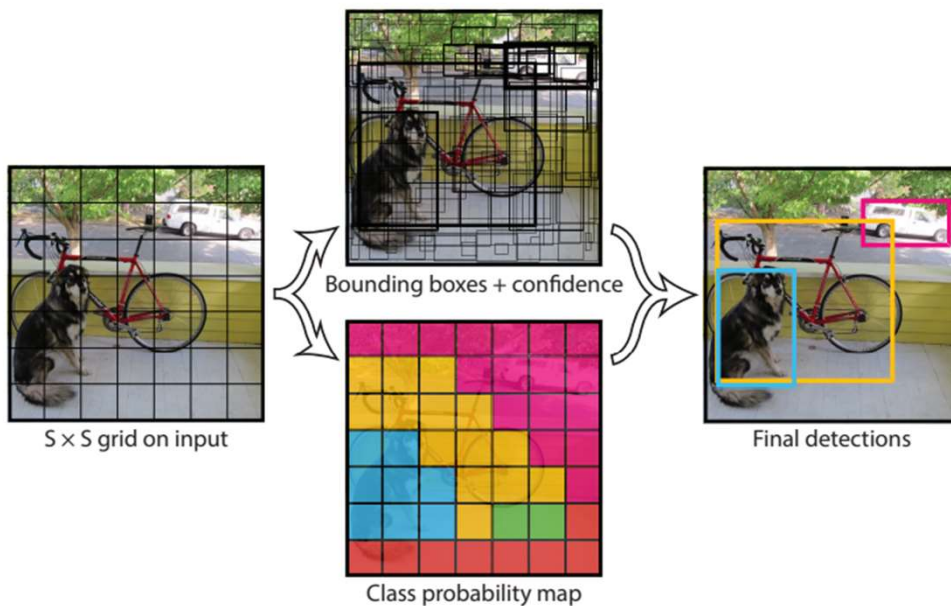 Bounding boxes + confidence
S × S grid on input
Final detections
Class probability map